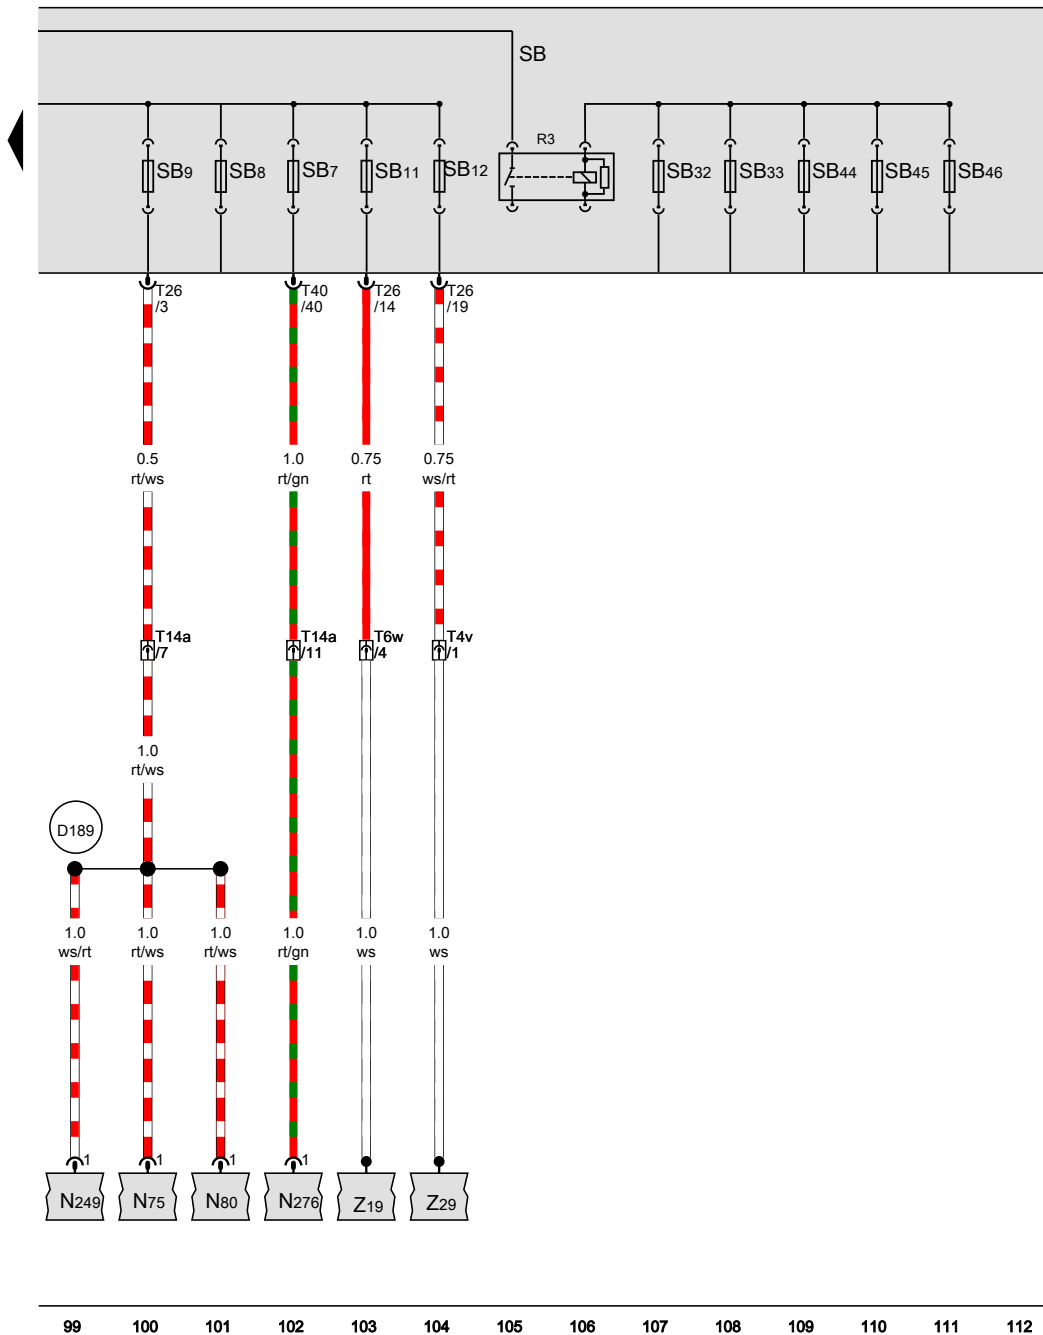 SB
R3
SB9 SB8 SB7 SB11 SB12 SB32 SB33 SB44 SB45 SB46
T26 T40 T26 T26
/3 /40 /14 /19
0.5 1.0 0.75 0.75
rt/ws rt/gn rt ws/rt
T14a T14a T6w T4v
/7 /11 /4 /1
1.0
rt/ws
D189
1.0 1.0 1.0 1.0 1.0 1.0
ws/rt rt/ws rt/ws rt/gn ws ws
1 1 1 1
N249 N75 N80 N276 Z19 Z29
99 100 101 102 103 104 105 106 107 108 109 110 111 112